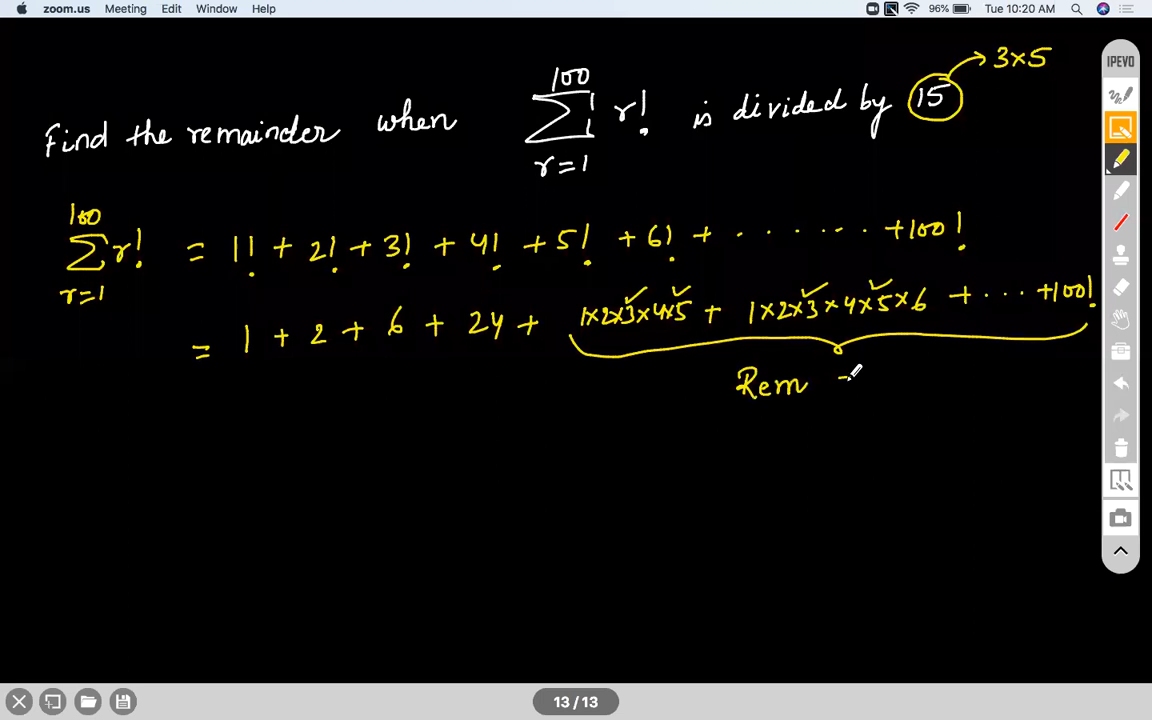 zoom.us Meeting Edit Window Help 96% Tue 10:20 AM
IPEVO
3×5
Find the remainder when 100 ∑ r=1 r! is divided by 15
100 ∑ r=1 r! = 1! + 2! + 3! + 4! + 5! + 6! + ....... +100!
= 1 + 2 + 6 + 24 + 1×2×3×4×5 + 1×2×3×4×5×6 + ... +100!
Rem
13 / 13